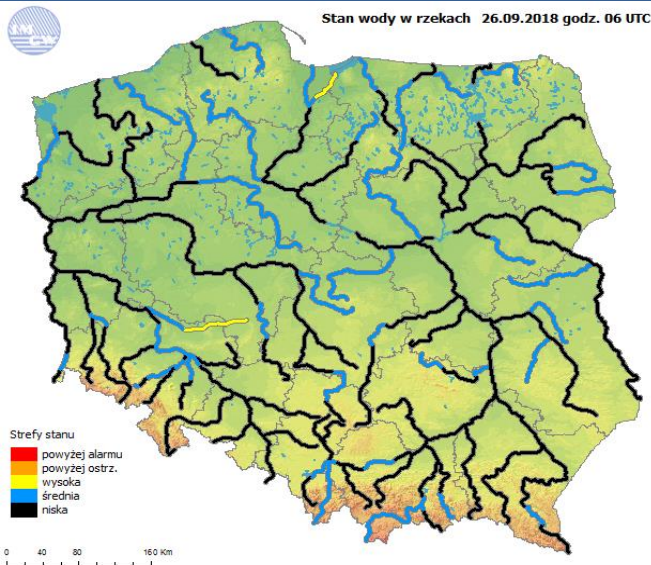 Stan wody w rzekach 26.09.2018 godz. 06 UTC
Strefy stanu
powyżej alarmu
powyżej ostrz.
wysoka
średnia
niska
0 40 80 160 Km